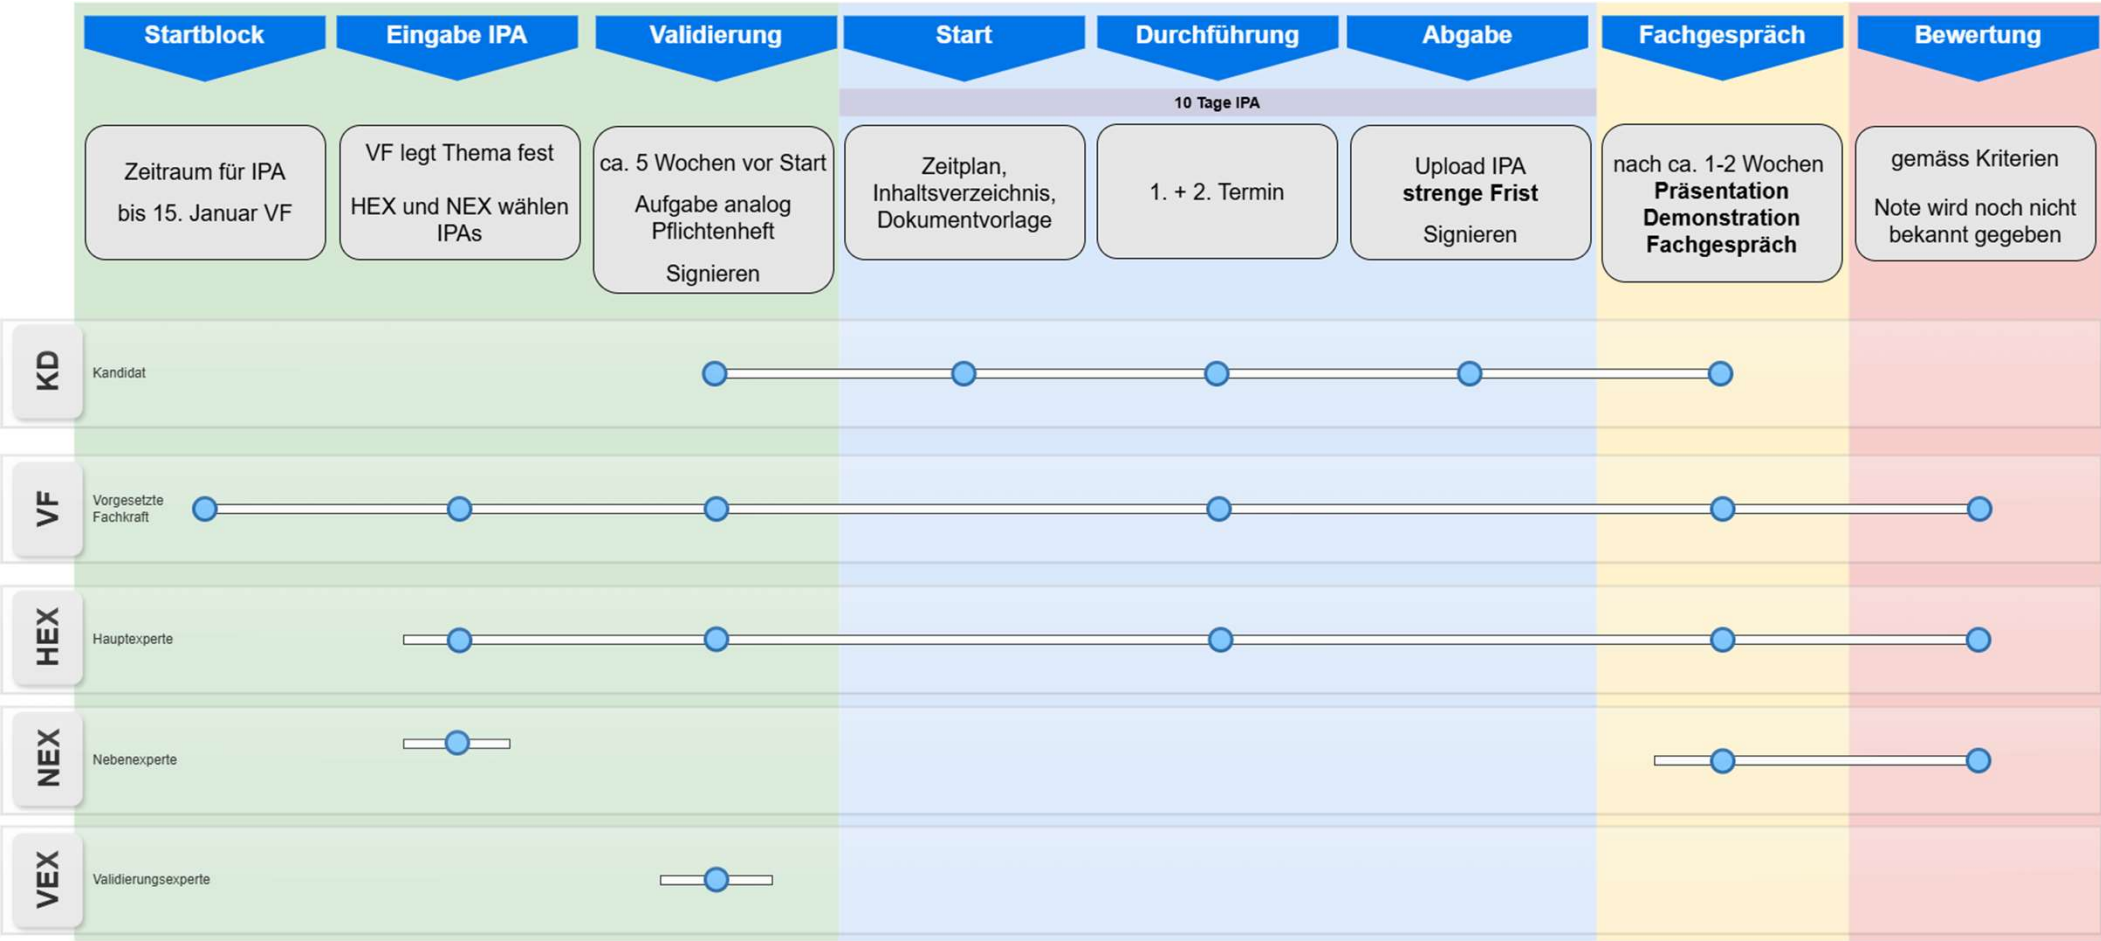 Startblock
Eingabe IPA
Validierung
Start
Durchführung
Abgabe
Fachgespräch
Bewertung
10 Tage IPA
Zeitraum für IPA
bis 15. Januar VF
VF legt Thema fest
HEX und NEX wählen
IPAs
ca. 5 Wochen vor Start
Aufgabe analog
Pflichtenheft
Signieren
Zeitplan,
Inhaltsverzeichnis,
Dokumentvorlage
1. + 2. Termin
Upload IPA
strenge Frist
Signieren
nach ca. 1-2 Wochen
Präsentation
Demonstration
Fachgespräch
gemäss Kriterien
Note wird noch nicht
bekannt gegeben
KD
Kandidat
VF
Vorgesetzte
Fachkraft
HEX
Hauptexperte
NEX
Nebenexperte
VEX
Validierungsexperte